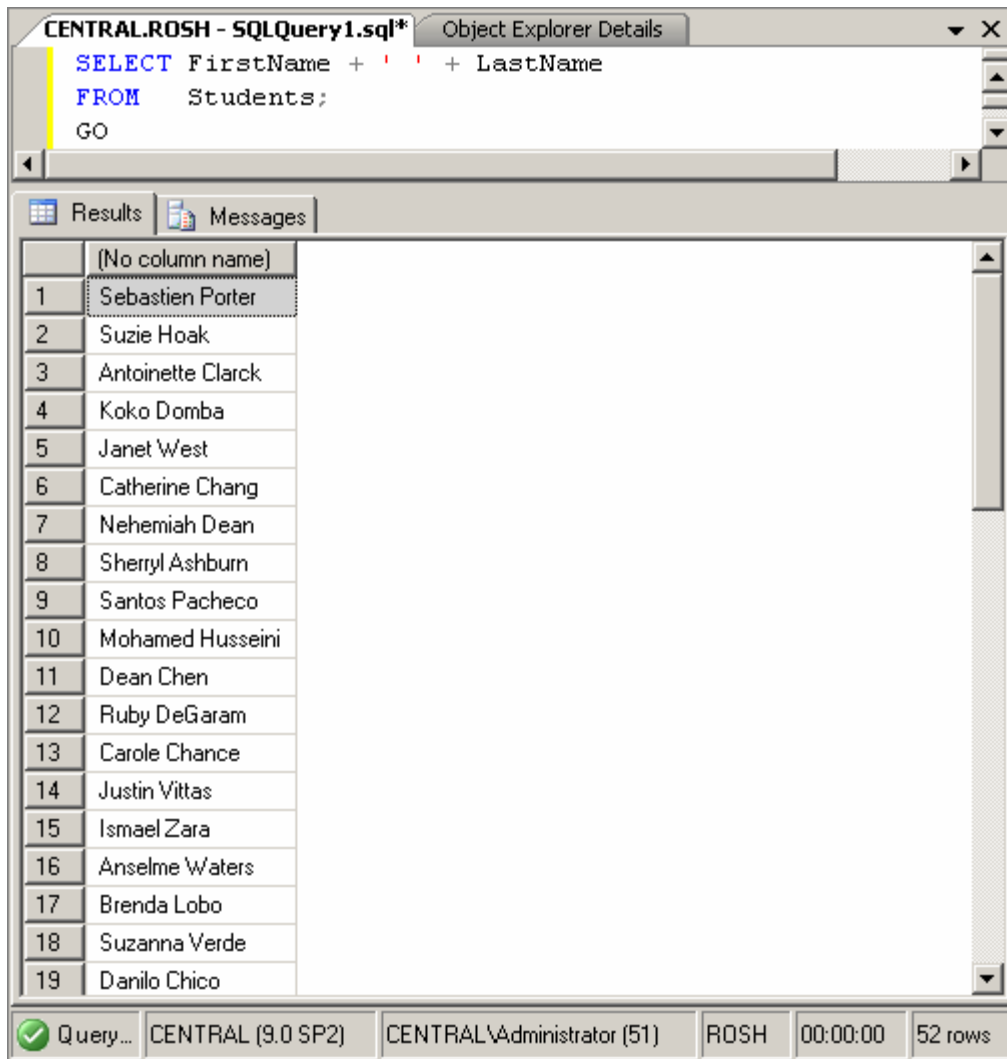 CENTRAL.ROSH - SQLQuery1.sql* Object Explorer Details
SELECT FirstName + ' ' + LastName
FROM Students;
GO
Results Messages
(No column name)
1 Sebastien Porter
2 Suzie Hoak
3 Antoinette Clarck
4 Koko Domba
5 Janet West
6 Catherine Chang
7 Nehemiah Dean
8 Sherryl Ashburn
9 Santos Pacheco
10 Mohamed Husseini
11 Dean Chen
12 Ruby DeGaram
13 Carole Chance
14 Justin Vittas
15 Ismael Zara
16 Anselme Waters
17 Brenda Lobo
18 Suzanna Verde
19 Danilo Chico
Query... CENTRAL (9.0 SP2) CENTRAL\Administrator (51) ROSH 00:00:00 52 rows